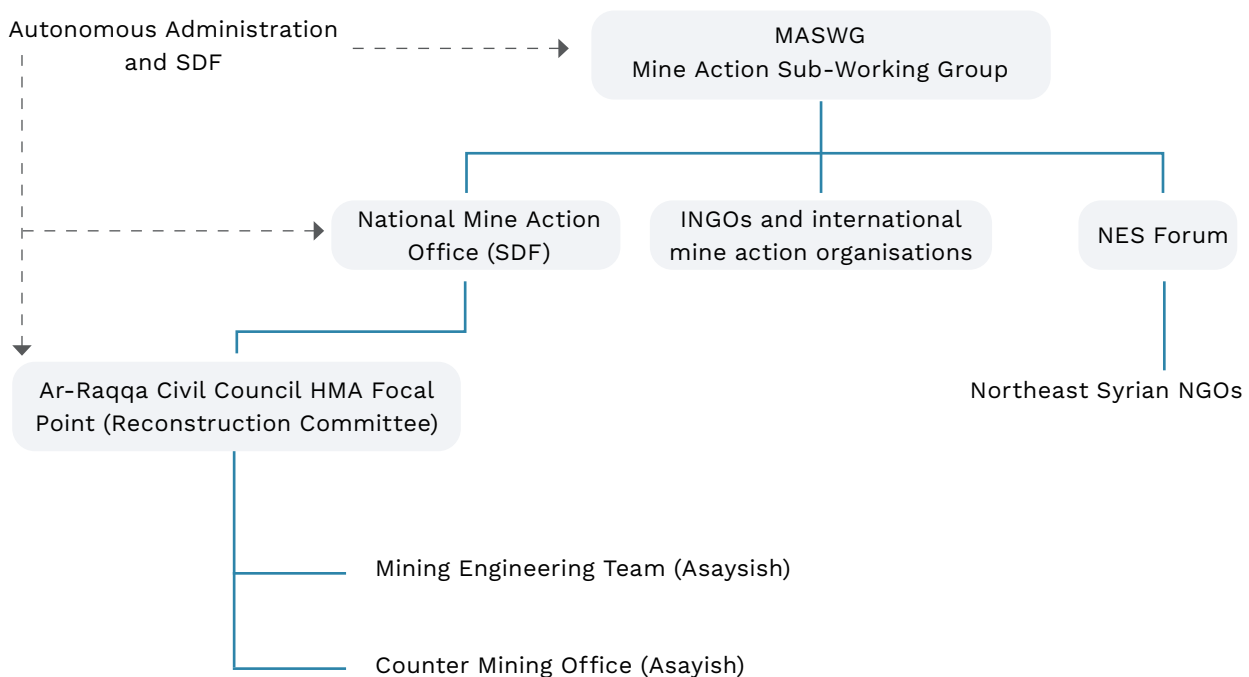 Autonomous Administration
and SDF
MASWG
Mine Action Sub-Working Group
National Mine Action
Office (SDF)
INGOs and international
mine action organisations
NES Forum
Ar-Raqqa Civil Council HMA Focal
Point (Reconstruction Committee)
Northeast Syrian NGOs
Mining Engineering Team (Asaysish)
Counter Mining Office (Asayish)